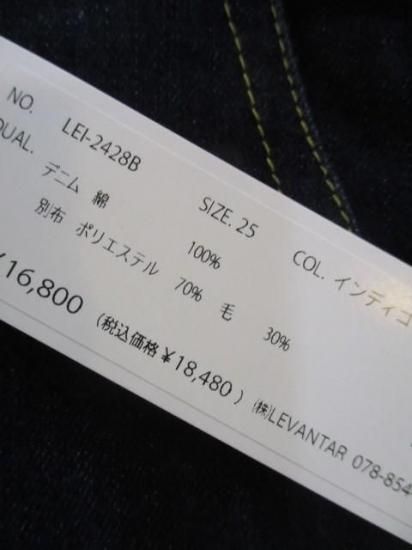 NO. LEI-2428B SIZE. 25 COL. インディゴ
QUAL. デニム 綿 100%
別布 ポリエステル 70% 毛 30%
¥16,800 (税込価格¥18,480) ㈱LEVANTAR 078-854